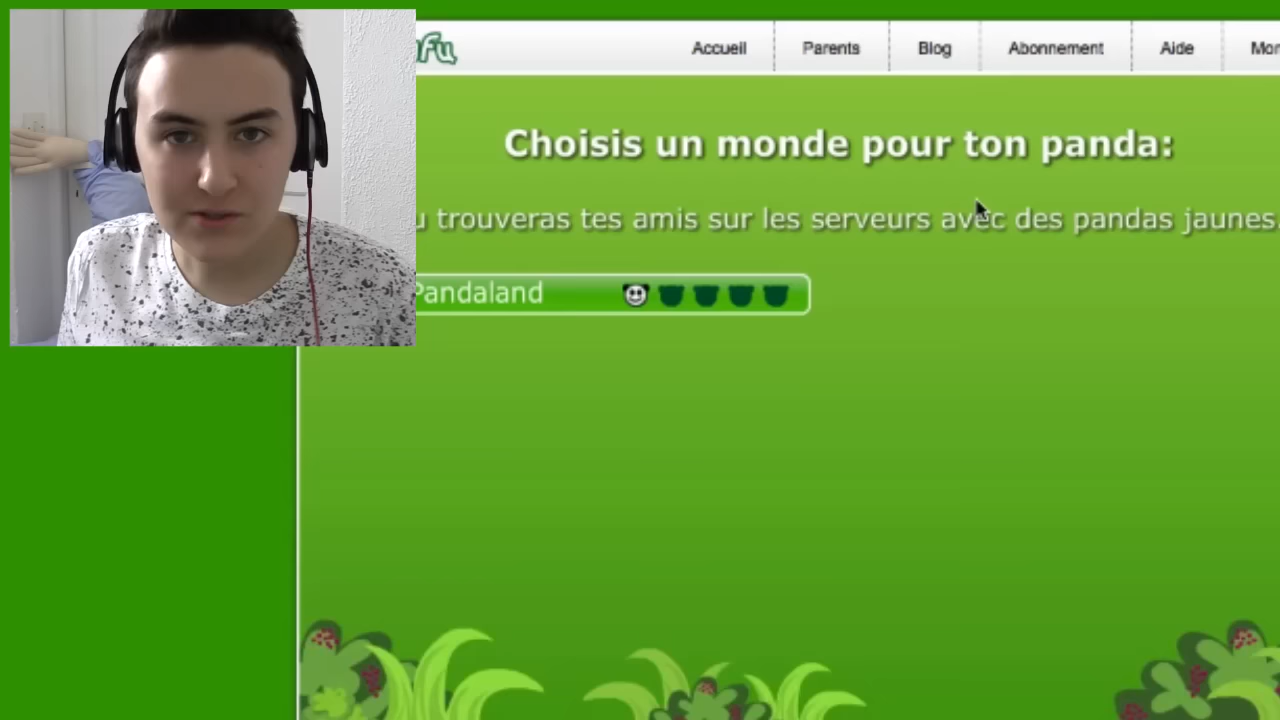 Accueil
Parents
Blog
Abonnement
Aide
Choisis un monde pour ton panda:
trouveras tes amis sur les serveurs avec des pandas jaunes.
Pandaland